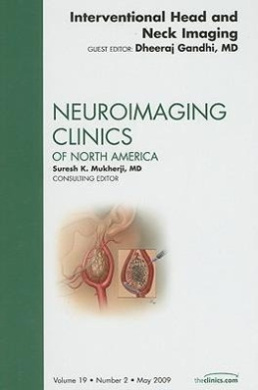 Interventional Head and
Neck Imaging
GUEST EDITOR: Dheeraj Gandhi, MD
NEUROIMAGING
CLINICS
OF NORTH AMERICA
Suresh K. Mukherji, MD
CONSULTING EDITOR
Volume 19 • Number 2 • May 2009
theclinics.com